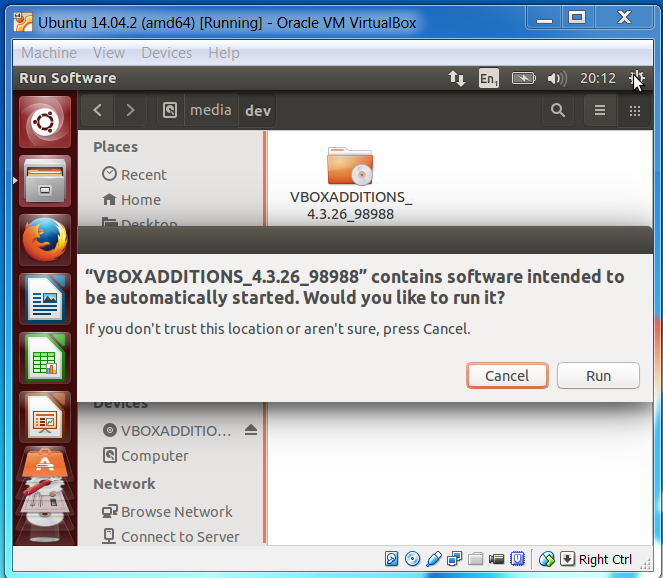 Ubuntu 14.04.2 (amd64) [Running] - Oracle VM VirtualBox
Machine View Devices Help
Run Software En1 20:12
media dev
Places
Recent
Home
Desktop
VBOXADDITIONS_
4.3.26_98988
“VBOXADDITIONS_4.3.26_98988” contains software intended to
be automatically started. Would you like to run it?
If you don't trust this location or aren't sure, press Cancel.
Cancel Run
Devices
VBOXADDITIO...
Computer
Network
Browse Network
Connect to Server
Right Ctrl